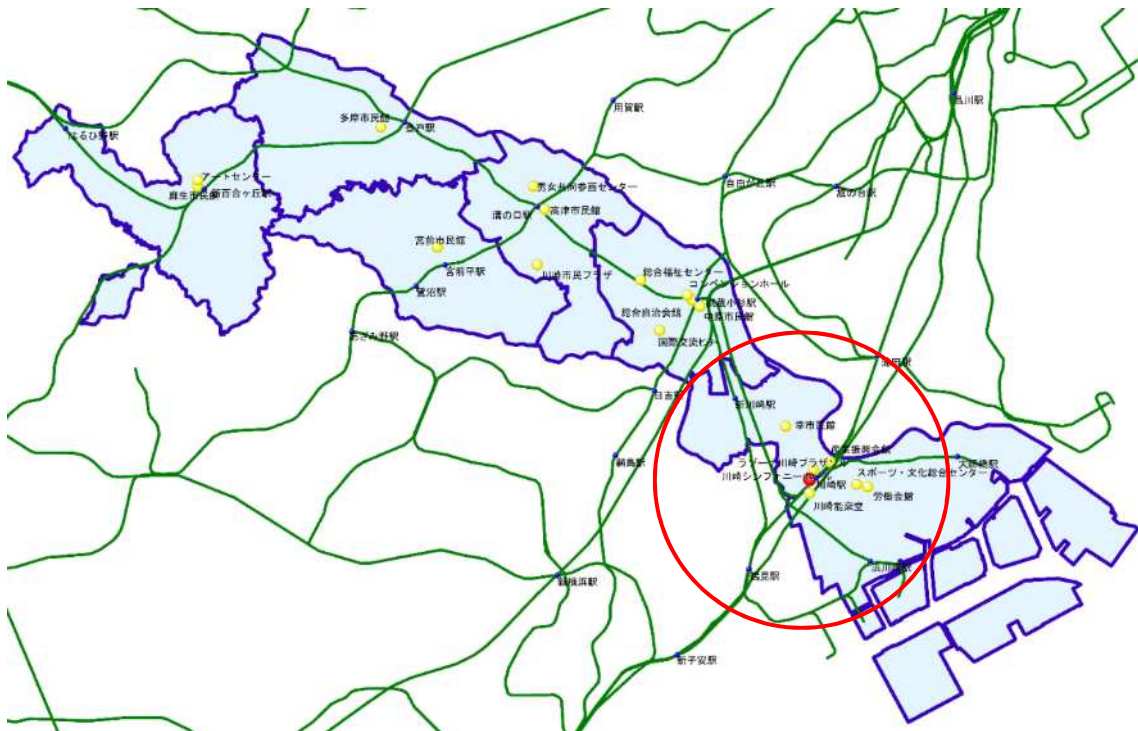 用賀駅
品川駅
多摩市民館
登戸駅
はるひ野駅
アートセンター
麻生市民館
新百合ヶ丘駅
男女共同参画センター
自由が丘駅
旗の台駅
溝の口駅
高津市民館
宮前市民館
宮前平駅
川崎市民プラザ
総合福祉センター
コンベンションホール
鷺沼駅
武蔵小杉駅
総合自治会館
中原市民館
あざみ野駅
国際交流センター
蒲田駅
日吉駅
新川崎駅
幸市民館
産業振興会館
綱島駅
ラゾーナ川崎プラザソル
大師橋駅
川崎シンフォニーホール
川崎駅
スポーツ・文化総合センター
労働会館
川崎能楽堂
浜川崎駅
鶴見駅
新横浜駅
新子安駅